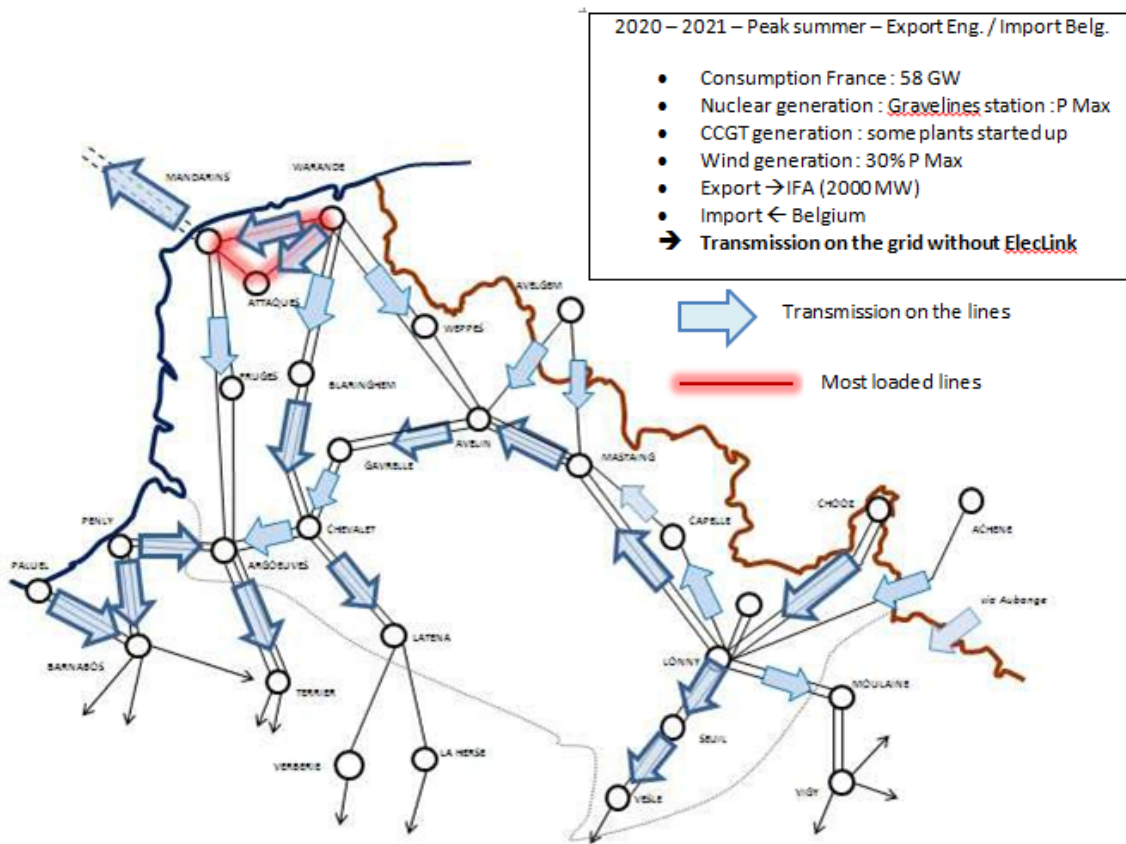 2020 – 2021 – Peak summer – Export Eng. / Import Belg.
• Consumption France : 58 GW
• Nuclear generation : Gravelines station : P Max
• CCGT generation : some plants started up
• Wind generation : 30% P Max
• Export → IFA (2000 MW)
• Import ← Belgium
➔ Transmission on the grid without ElecLink
Transmission on the lines
Most loaded lines
WARANDE
MANDARINS
ATTAQUES
AVELGEM
WEPPES
FRUGES
BLARINGHEM
AVELIN
GAVRELLE
MASTAING
CHOOZ
CAPELLE
ACHENE
PENLY
CHEVALET
PALUEL
ARGOEUVES
via Aubange
LATENA
BARNABOS
LONNY
TERRIER
MOULAINE
SEUIL
VERBERIE
LA HERSE
VESLE
VIGY